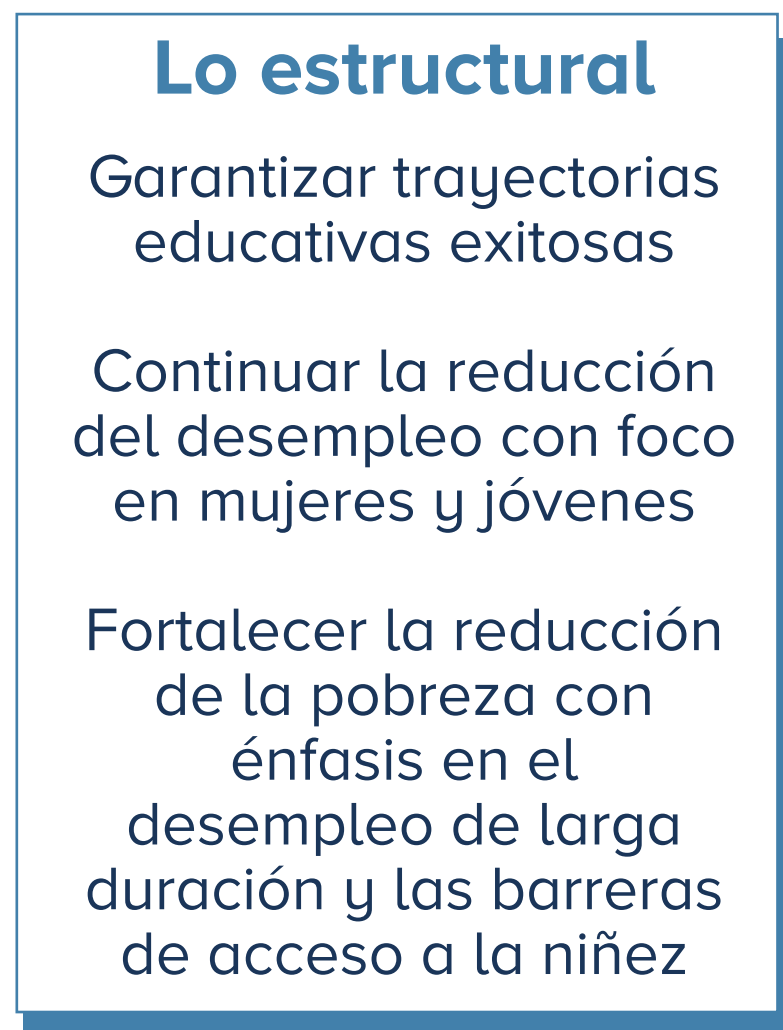 Lo estructural
Garantizar trayectorias
educativas exitosas
Continuar la reducción
del desempleo con foco
en mujeres y jóvenes
Fortalecer la reducción
de la pobreza con
énfasis en el
desempleo de larga
duración y las barreras
de acceso a la niñez